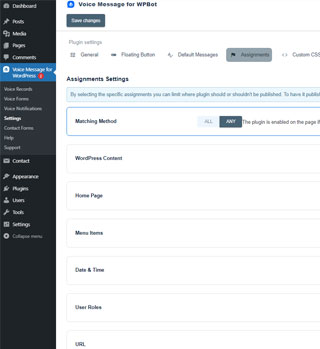 Dashboard
Posts
Media
Pages
Comments
Voice Message for
WordPress 2
Voice Records
Voice Forms
Voice Notifications
Settings
Contact Forms
Help
Support
Contact
Appearance
Plugins
Users
Tools
Settings
Collapse menu
Voice Message for WPBot
Save changes
Plugin settings
General
Floating Button
Default Messages
Assignments
Custom CSS
Assignments Settings
By selecting the specific assignments you can limit where plugin should or shouldn't be published. To have it publis
Matching Method
ALL
ANY
The plugin is enabled on the page if
WordPress Content
Home Page
Menu Items
Date & Time
User Roles
URL